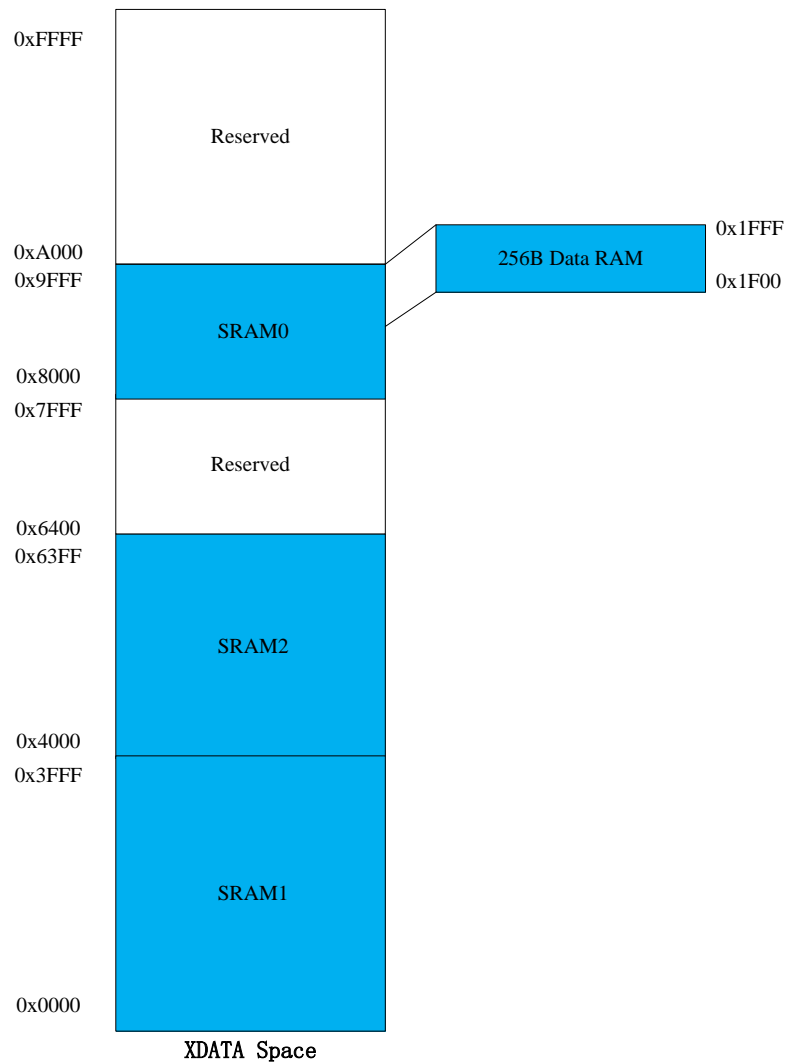 0xFFFF
Reserved
0xA000
0x1FFF
0x9FFF
256B Data RAM
0x1F00
SRAM0
0x8000
0x7FFF
Reserved
0x6400
0x63FF
SRAM2
0x4000
0x3FFF
SRAM1
0x0000
XDATA Space